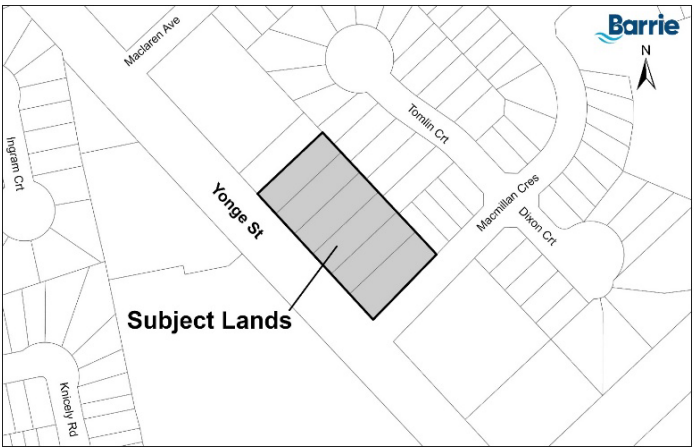 Barrie
N
Maclaren Ave
Tomlin Crt
Ingram Crt
Yonge St
Macmillan Cres
Dixon Crt
Subject Lands
Knicely Rd